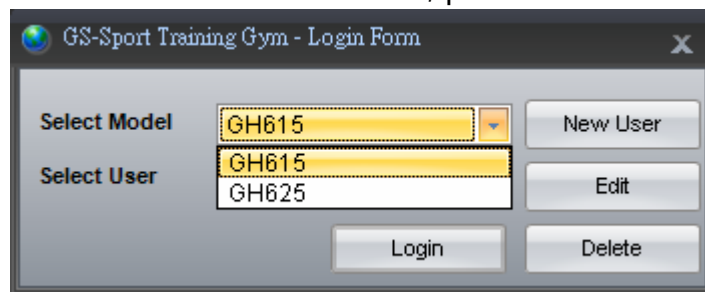 GS-Sport Training Gym - Login Form
Select Model GH615 New User
GH615
Select User
GH625 Edit
Login Delete